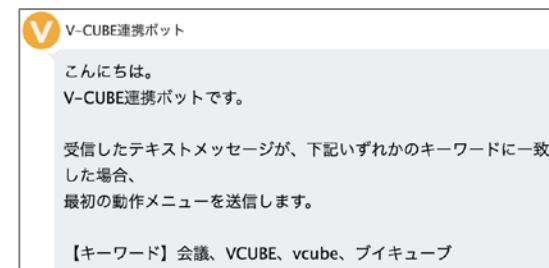 V
V-CUBE連携ボット
こんにちは。
V-CUBE連携ボットです。
受信したテキストメッセージが、下記いずれかのキーワードに一致
した場合、
最初の動作メニューを送信します。
【キーワード】会議、VCUBE、vcube、ブイキューブ